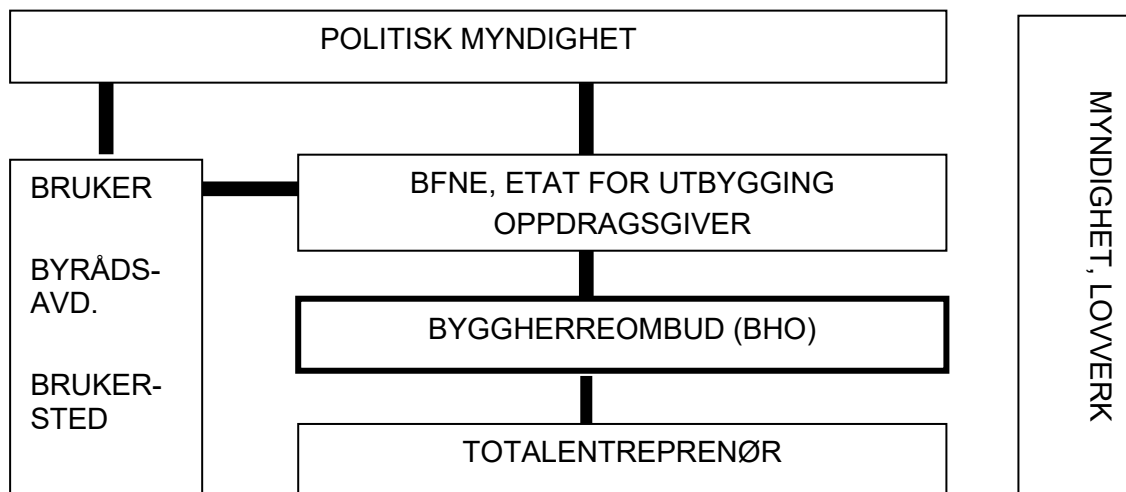 POLITISK MYNDIGHET
BRUKER
BYRÅDS-
AVD.
BRUKER-
STED
BFNE, ETAT FOR UTBYGGING
OPPDRAGSGIVER
BYGGHERREOMBUD (BHO)
TOTALENTREPRENØR
MYNDIGHET, LOVVERK